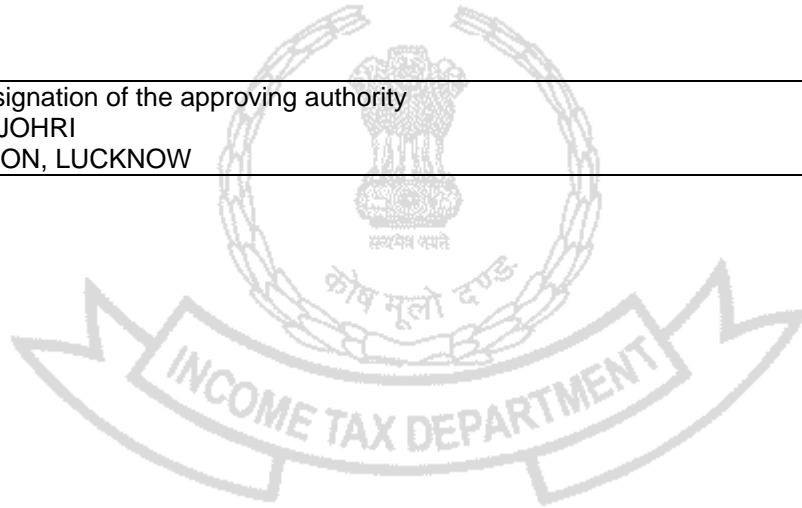 signation of the approving authority
JOHRI
ON, LUCKNOW
सत्यमेव जयते
कोष मूलो दण्ड:
INCOME TAX DEPARTMENT